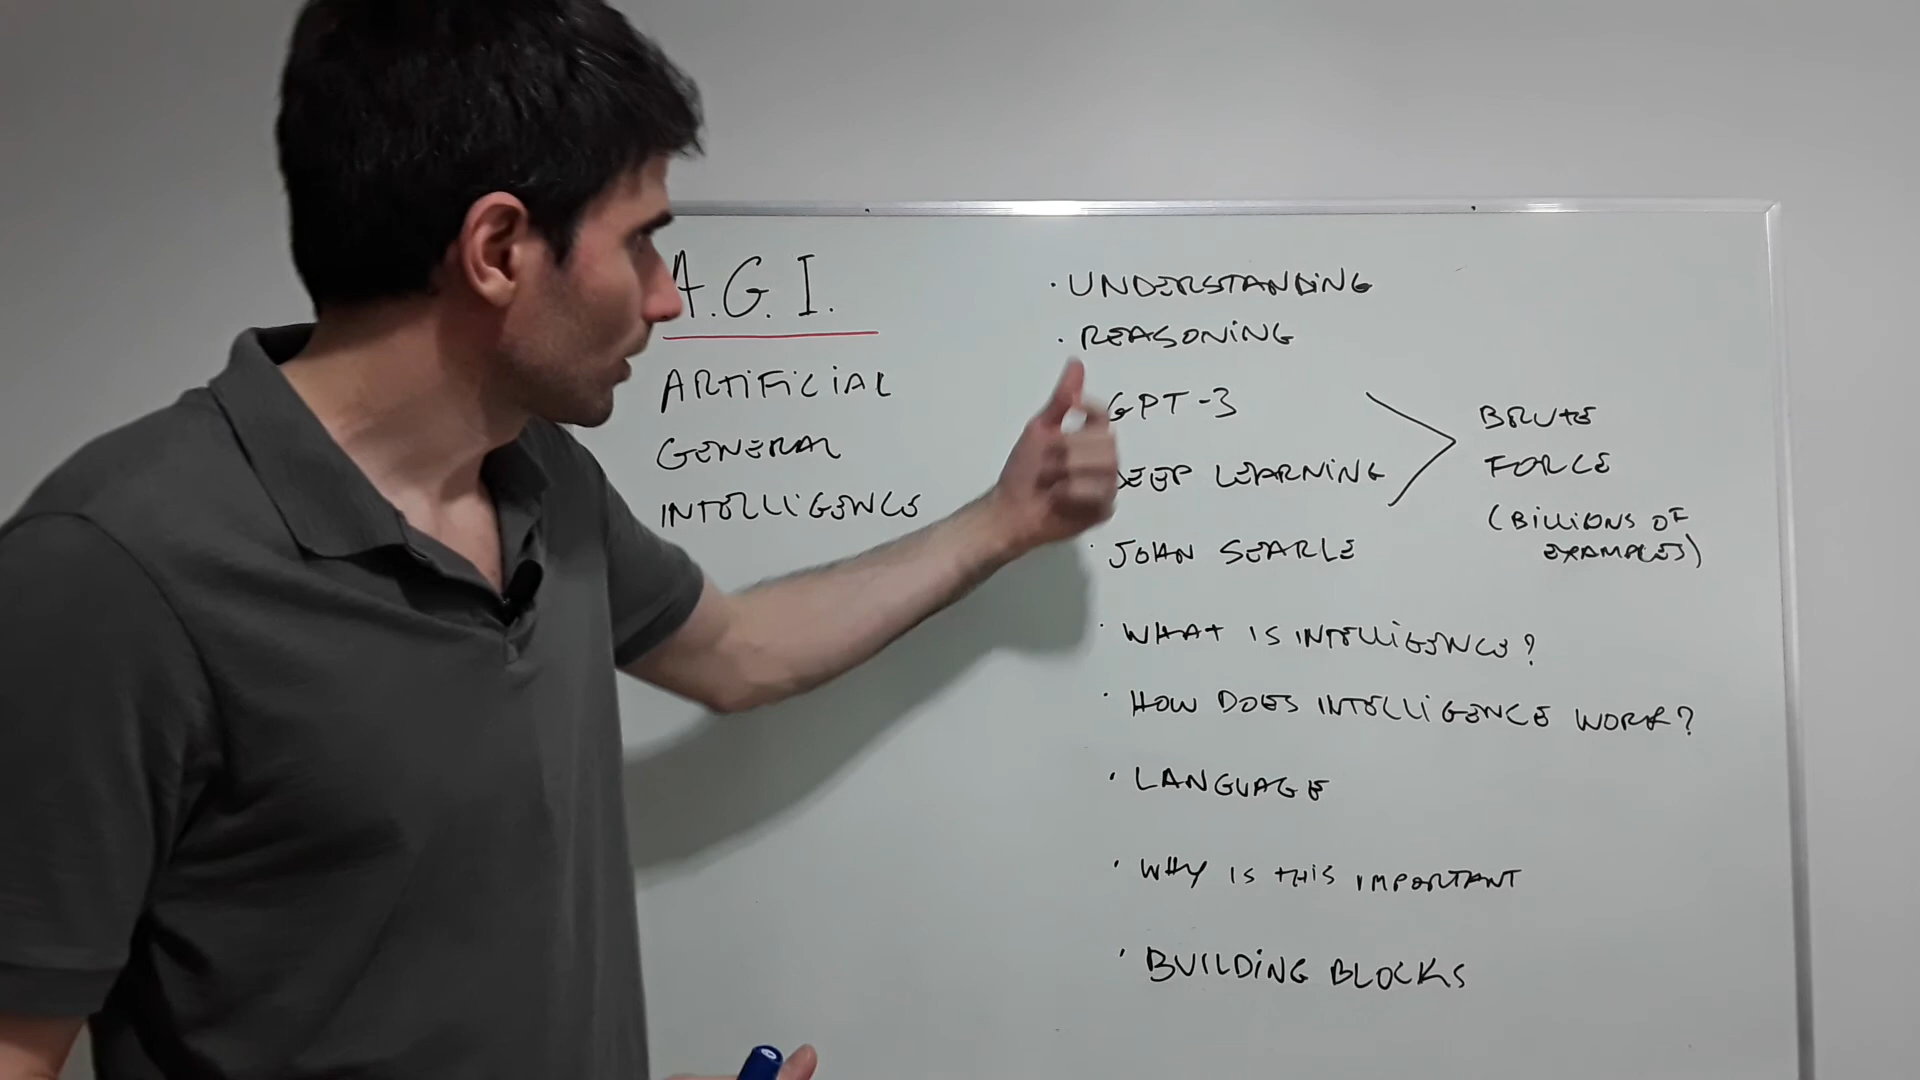 A.G.I.
ARTIFICIAL
GENERAL
INTELLIGENCE
· UNDERSTANDING
· REASONING
GPT-3
DEEP LEARNING
BRUTE
FORCE
(BILLIONS OF
EXAMPLES)
· JOHN SEARLE
· WHAT IS INTELLIGENCE?
· HOW DOES INTELLIGENCE WORK?
· LANGUAGE
· WHY IS THIS IMPORTANT
· BUILDING BLOCKS